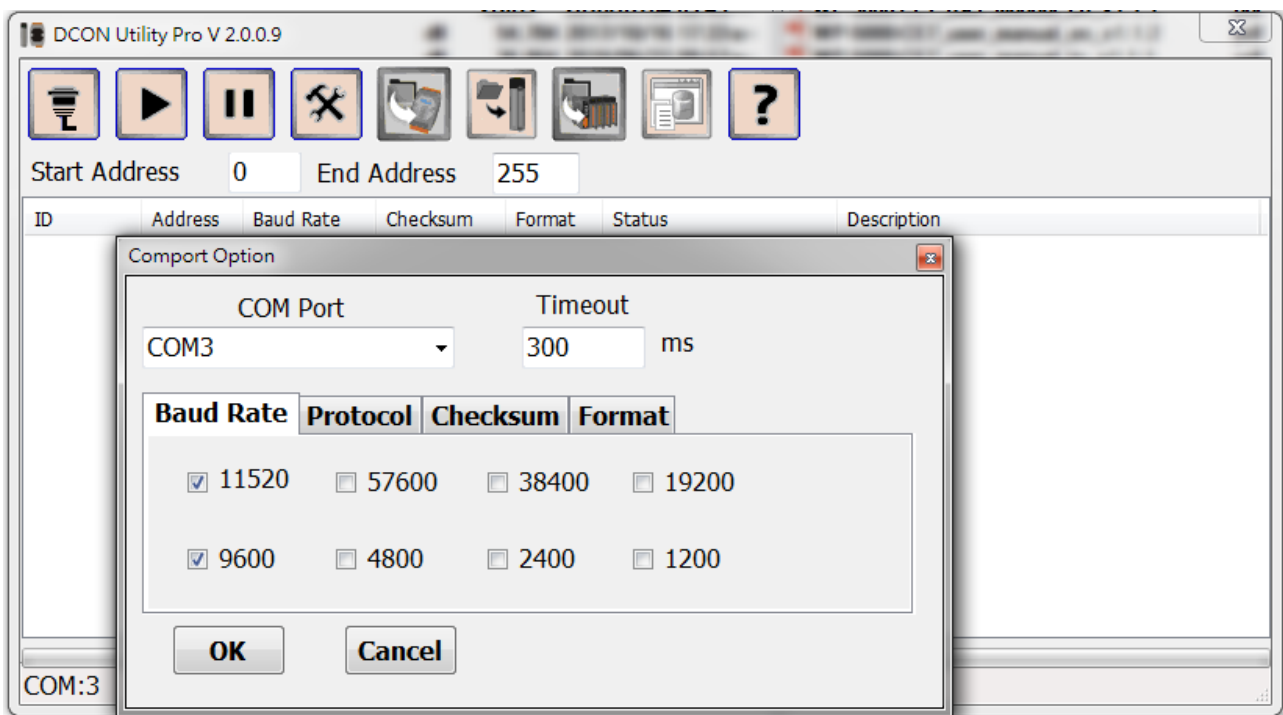 DCON Utility Pro V 2.0.0.9
?
Start Address 0 End Address 255
ID Address Baud Rate Checksum Format Status Description
Comport Option
COM Port Timeout
COM3 300 ms
Baud Rate Protocol Checksum Format
11520 57600 38400 19200
9600 4800 2400 1200
OK Cancel
COM:3